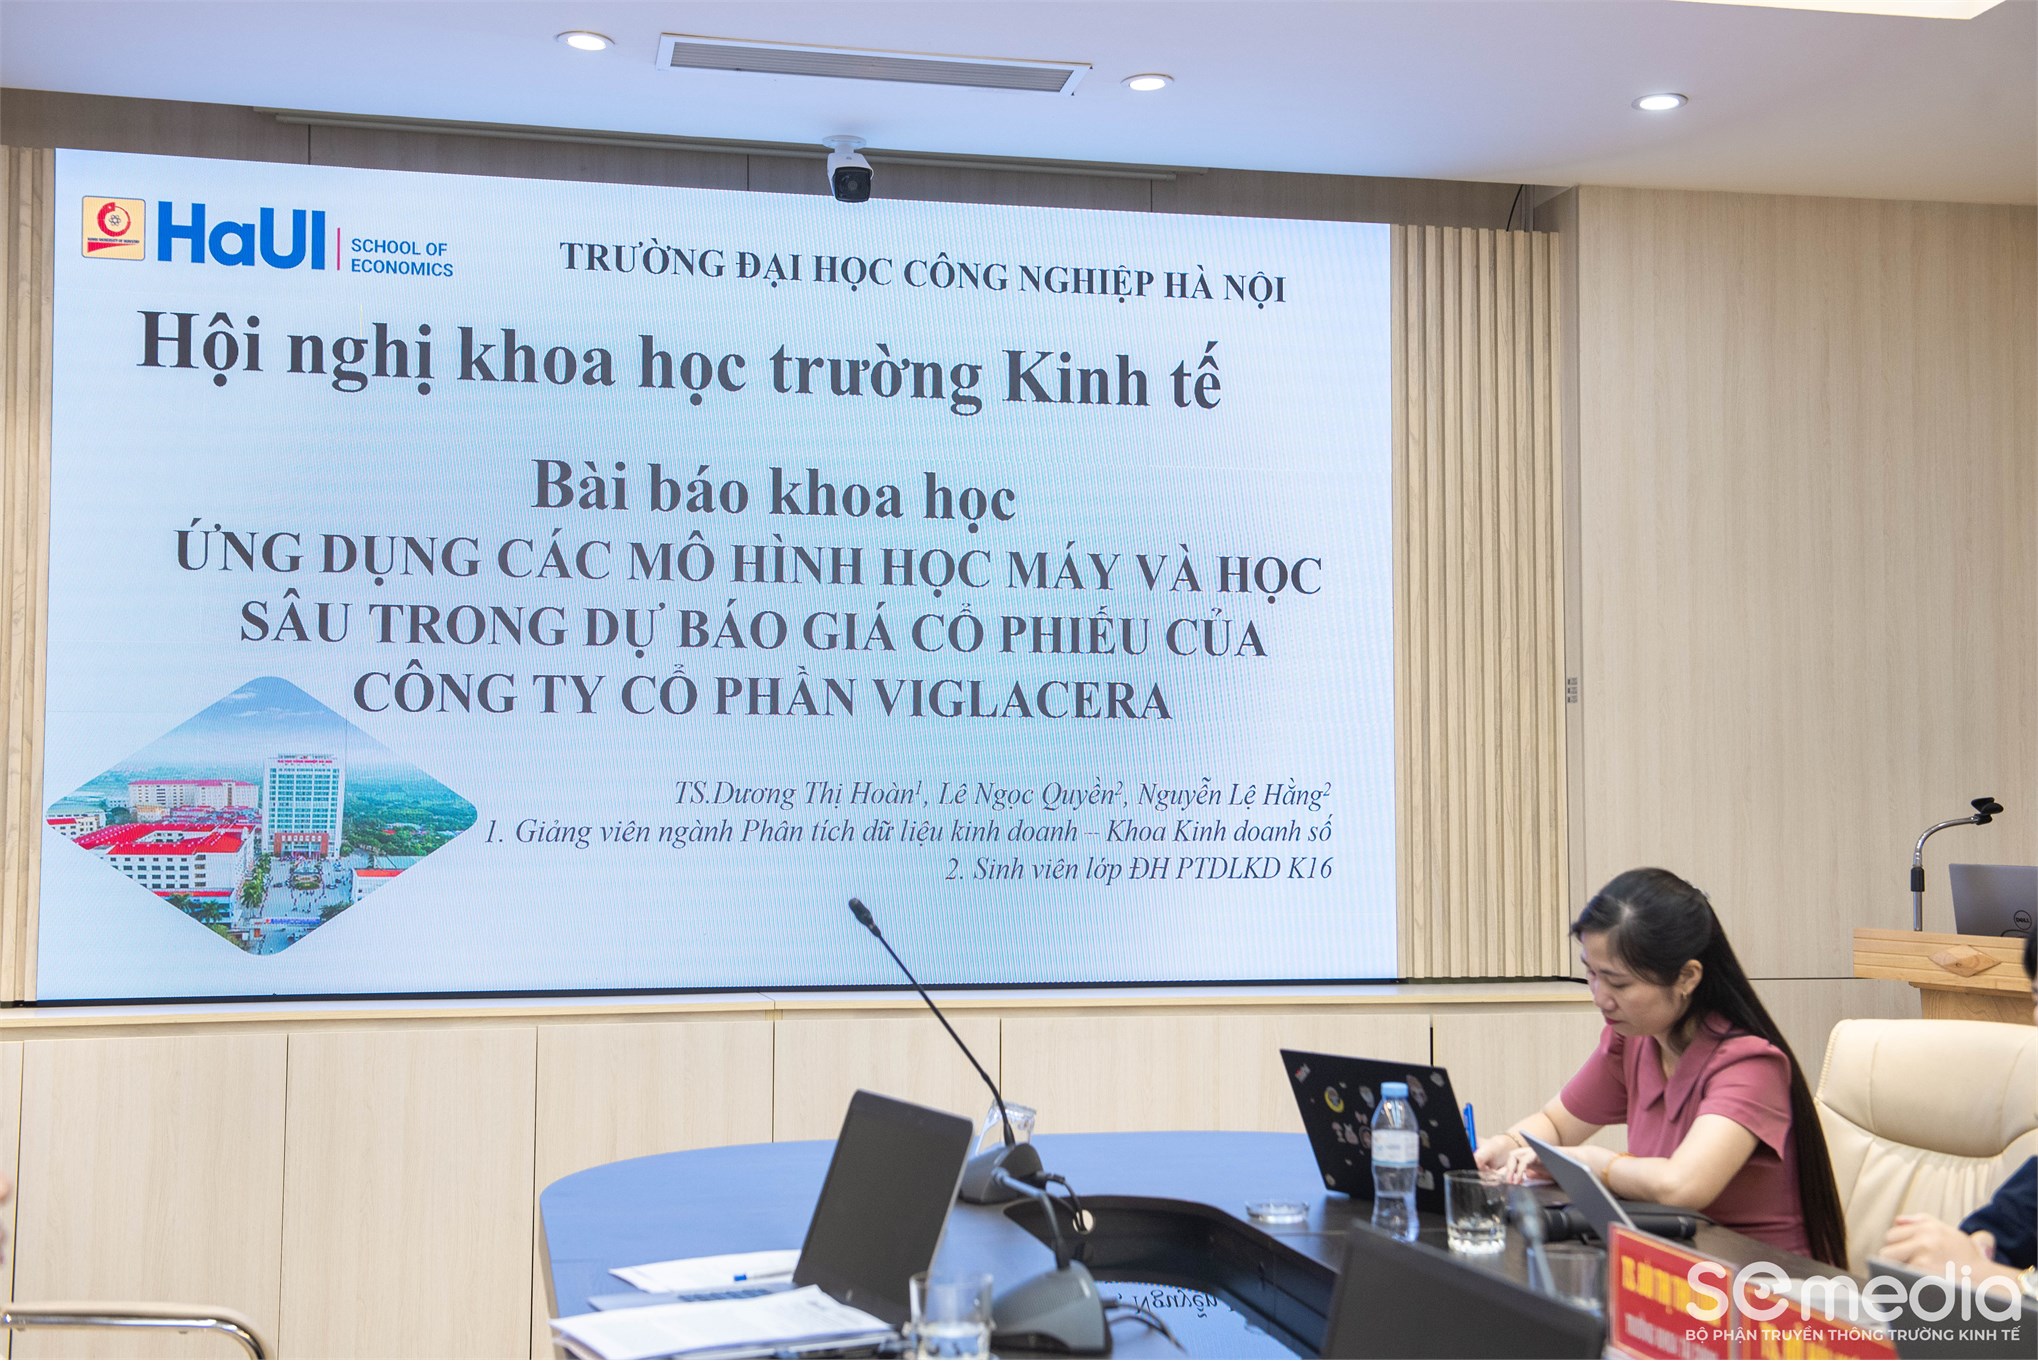 HaUI
SCHOOL OF
ECONOMICS
TRƯỜNG ĐẠI HỌC CÔNG NGHIỆP HÀ NỘI
Hội nghị khoa học trường Kinh tế
Bài báo khoa học
ỨNG DỤNG CÁC MÔ HÌNH HỌC MÁY VÀ HỌC
SÂU TRONG DỰ BÁO GIÁ CỔ PHIẾU CỦA
CÔNG TY CỔ PHẦN VIGLACERA
TS.Dương Thị Hoàn¹, Lê Ngọc Quyền², Nguyễn Lệ Hằng²
1. Giảng viên ngành Phân tích dữ liệu kinh doanh – Khoa Kinh doanh số
2. Sinh viên lớp ĐH PTDLKD K16
DELL
Nguyễn
SCmedia
BỘ PHẬN TRUYỀN THÔNG TRƯỜNG KINH TẾ